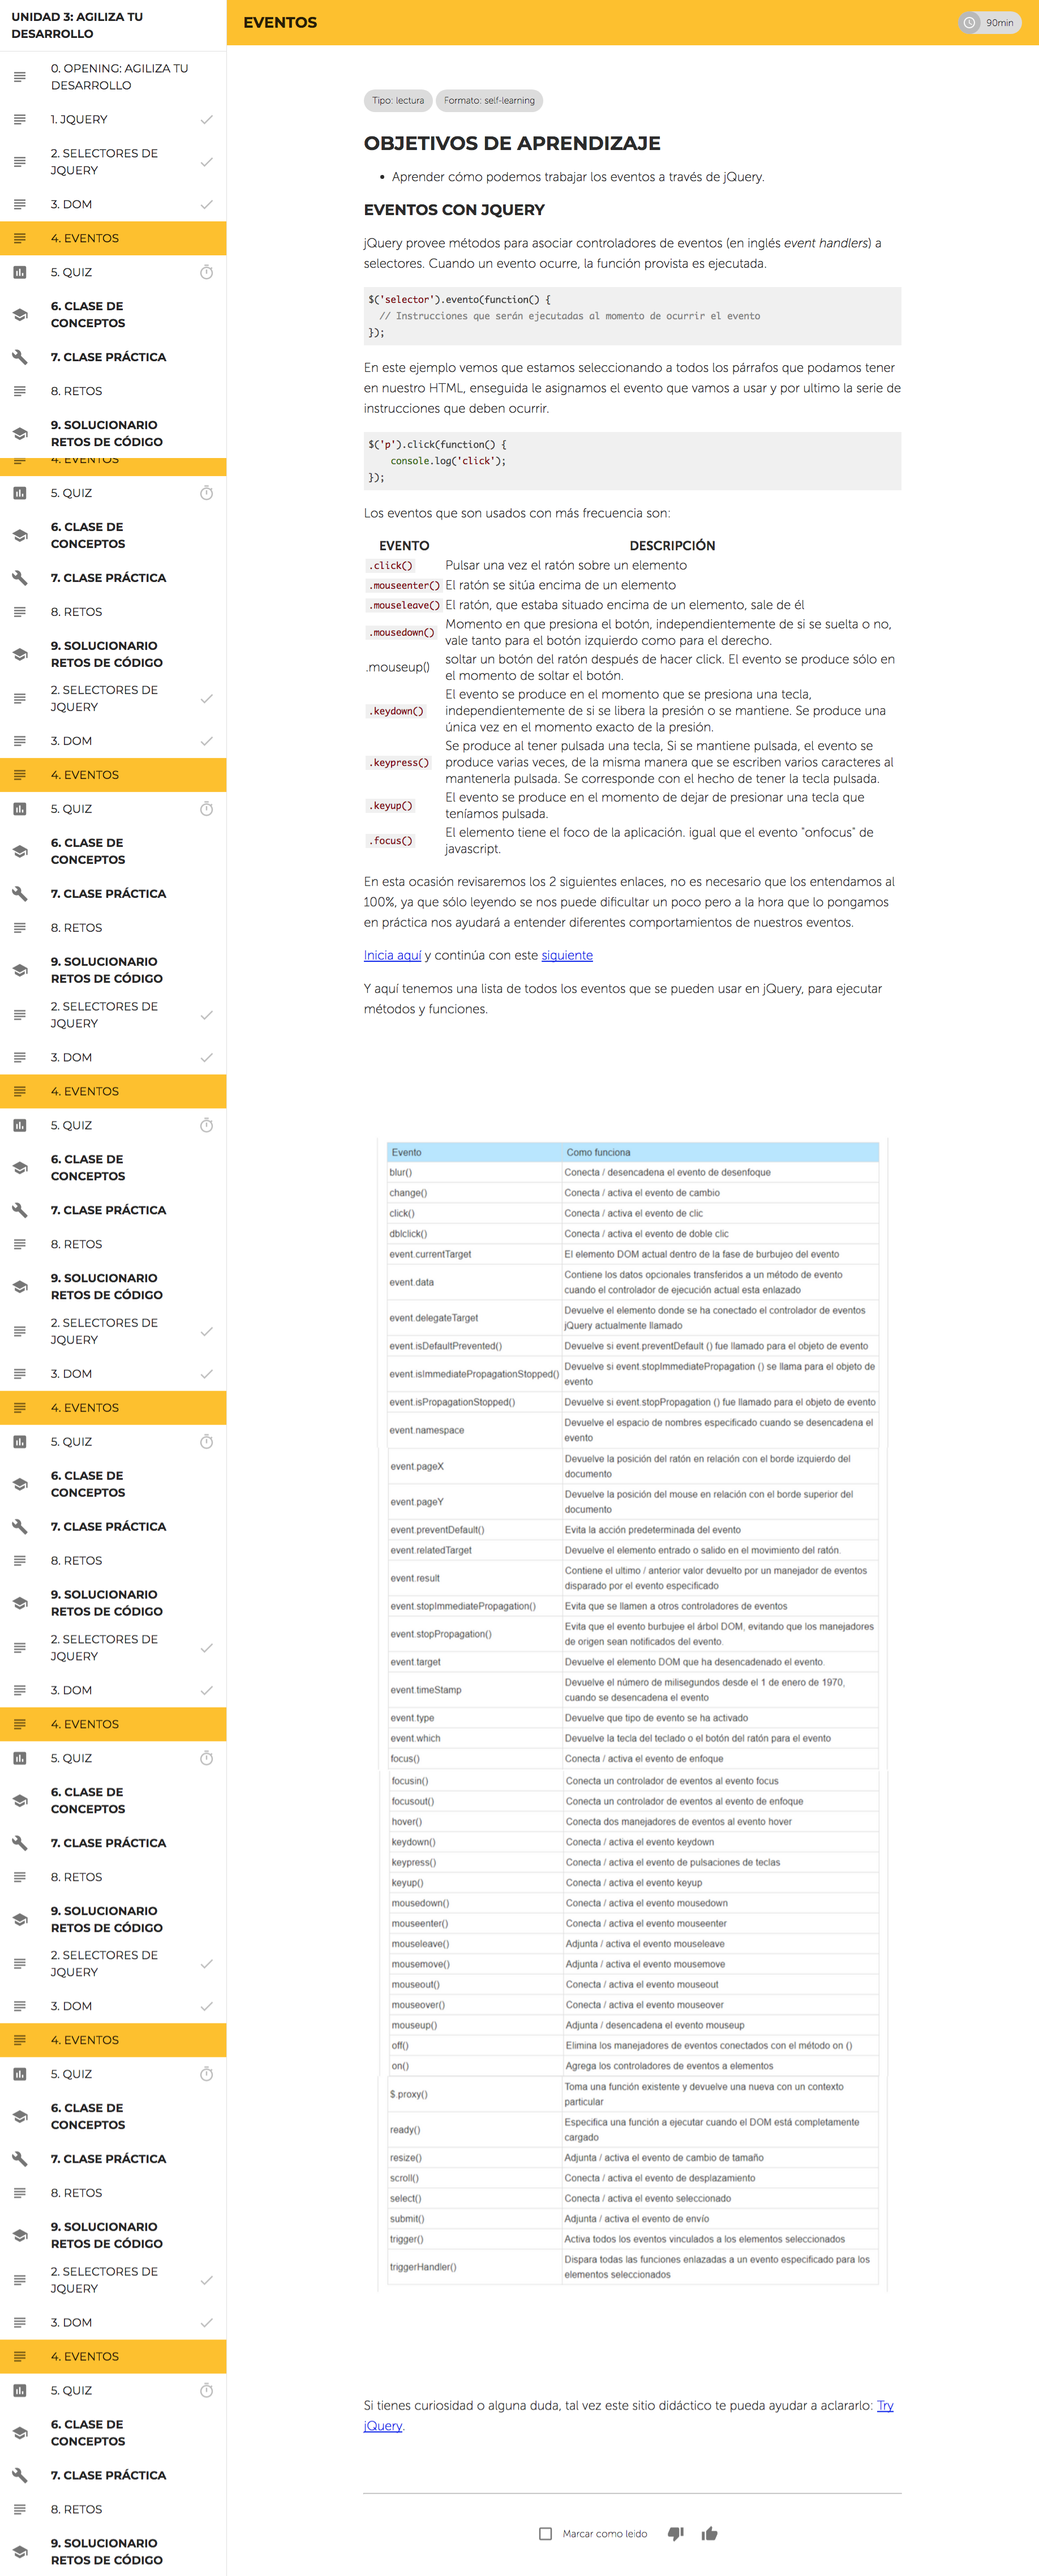 UNIDAD 3: AGILIZA TU
DESARROLLO
0. OPENING: AGILIZA TU
DESARROLLO
1. JQUERY
2. SELECTORES DE
JQUERY
3. DOM
4. EVENTOS
5. QUIZ
6. CLASE DE
CONCEPTOS
7. CLASE PRÁCTICA
8. RETOS
9. SOLUCIONARIO
RETOS DE CÓDIGO
4. EVENTOS
5. QUIZ
6. CLASE DE
CONCEPTOS
7. CLASE PRÁCTICA
8. RETOS
9. SOLUCIONARIO
RETOS DE CÓDIGO
2. SELECTORES DE
JQUERY
3. DOM
4. EVENTOS
5. QUIZ
6. CLASE DE
CONCEPTOS
7. CLASE PRÁCTICA
8. RETOS
9. SOLUCIONARIO
RETOS DE CÓDIGO
2. SELECTORES DE
JQUERY
3. DOM
4. EVENTOS
5. QUIZ
6. CLASE DE
CONCEPTOS
7. CLASE PRÁCTICA
8. RETOS
9. SOLUCIONARIO
RETOS DE CÓDIGO
2. SELECTORES DE
JQUERY
3. DOM
4. EVENTOS
5. QUIZ
6. CLASE DE
CONCEPTOS
7. CLASE PRÁCTICA
8. RETOS
9. SOLUCIONARIO
RETOS DE CÓDIGO
2. SELECTORES DE
JQUERY
3. DOM
4. EVENTOS
5. QUIZ
6. CLASE DE
CONCEPTOS
7. CLASE PRÁCTICA
8. RETOS
9. SOLUCIONARIO
RETOS DE CÓDIGO
2. SELECTORES DE
JQUERY
3. DOM
4. EVENTOS
5. QUIZ
6. CLASE DE
CONCEPTOS
7. CLASE PRÁCTICA
8. RETOS
9. SOLUCIONARIO
RETOS DE CÓDIGO
2. SELECTORES DE
JQUERY
3. DOM
4. EVENTOS
5. QUIZ
6. CLASE DE
CONCEPTOS
7. CLASE PRÁCTICA
8. RETOS
9. SOLUCIONARIO
RETOS DE CÓDIGO
EVENTOS
90min
Tipo: lectura Formato: self-learning
OBJETIVOS DE APRENDIZAJE
• Aprender cómo podemos trabajar los eventos a través de jQuery.
EVENTOS CON JQUERY
jQuery provee métodos para asociar controladores de eventos (en inglés event handlers) a
selectores. Cuando un evento ocurre, la función provista es ejecutada.
$('selector').evento(function() {
// Instrucciones que serán ejecutadas al momento de ocurrir el evento
});
En este ejemplo vemos que estamos seleccionando a todos los párrafos que podamos tener
en nuestro HTML, enseguida le asignamos el evento que vamos a usar y por ultimo la serie de
instrucciones que deben ocurrir.
$('p').click(function() {
console.log('click');
});
Los eventos que son usados con más frecuencia son:
EVENTO DESCRIPCIÓN
.click() Pulsar una vez el ratón sobre un elemento
.mouseenter() El ratón se sitúa encima de un elemento
.mouseleave() El ratón, que estaba situado encima de un elemento, sale de él
.mousedown() Momento en que presiona el botón, independientemente de si se suelta o no,
vale tanto para el botón izquierdo como para el derecho.
.mouseup() soltar un botón del ratón después de hacer click. El evento se produce sólo en
el momento de soltar el botón.
.keydown() El evento se produce en el momento que se presiona una tecla,
independientemente de si se libera la presión o se mantiene. Se produce una
única vez en el momento exacto de la presión.
.keypress() Se produce al tener pulsada una tecla, Si se mantiene pulsada, el evento se
produce varias veces, de la misma manera que se escriben varios caracteres al
mantenerla pulsada. Se corresponde con el hecho de tener la tecla pulsada.
.keyup() El evento se produce en el momento de dejar de presionar una tecla que
teníamos pulsada.
.focus() El elemento tiene el foco de la aplicación. igual que el evento "onfocus" de
javascript.
En esta ocasión revisaremos los 2 siguientes enlaces, no es necesario que los entendamos al
100%, ya que sólo leyendo se nos puede dificultar un poco pero a la hora que lo pongamos
en práctica nos ayudará a entender diferentes comportamientos de nuestros eventos.
Inicia aquí y continúa con este siguiente
Y aquí tenemos una lista de todos los eventos que se pueden usar en jQuery, para ejecutar
métodos y funciones.
Evento Como funciona
blur() Conecta / desencadena el evento de desenfoque
change() Conecta / activa el evento de cambio
click() Conecta / activa el evento de clic
dblclick() Conecta / activa el evento de doble clic
event.currentTarget El elemento DOM actual dentro de la fase de burbujeo del evento
event.data Contiene los datos opcionales transferidos a un método de evento
cuando el controlador de ejecución actual esta enlazado
event.delegateTarget Devuelve el elemento donde se ha conectado el controlador de eventos
jQuery actualmente llamado
event.isDefaultPrevented() Devuelve si event.preventDefault () fue llamado para el objeto de evento
event.isImmediatePropagationStopped() Devuelve si event.stopImmediatePropagation () se llama para el objeto de
evento
event.isPropagationStopped() Devuelve si event.stopPropagation () fue llamado para el objeto de evento
event.namespace Devuelve el espacio de nombres especificado cuando se desencadena el
evento
event.pageX Devuelve la posición del ratón en relación con el borde izquierdo del
documento
event.pageY Devuelve la posición del mouse en relación con el borde superior del
documento
event.preventDefault() Evita la acción predeterminada del evento
event.relatedTarget Devuelve el elemento entrado o salido en el movimiento del ratón.
event.result Contiene el ultimo / anterior valor devuelto por un manejador de eventos
disparado por el evento especificado
event.stopImmediatePropagation() Evita que se llamen a otros controladores de eventos
event.stopPropagation() Evita que el evento burbujee el árbol DOM, evitando que los manejadores
de origen sean notificados del evento.
event.target Devuelve el elemento DOM que ha desencadenado el evento.
event.timeStamp Devuelve el número de milisegundos desde el 1 de enero de 1970,
cuando se desencadena el evento
event.type Devuelve que tipo de evento se ha activado
event.which Devuelve la tecla del teclado o el botón del ratón para el evento
focus() Conecta / activa el evento de enfoque
focusin() Conecta un controlador de eventos al evento focus
focusout() Conecta un controlador de eventos al evento de enfoque
hover() Conecta dos manejadores de eventos al evento hover
keydown() Conecta / activa el evento keydown
keypress() Conecta / activa el evento de pulsaciones de teclas
keyup() Conecta / activa el evento keyup
mousedown() Conecta / activa el evento mousedown
mouseenter() Conecta / activa el evento mouseenter
mouseleave() Adjunta / activa el evento mouseleave
mousemove() Adjunta / activa el evento mousemove
mouseout() Conecta / activa el evento mouseout
mouseover() Conecta / activa el evento mouseover
mouseup() Adjunta / desencadena el evento mouseup
off() Elimina los manejadores de eventos conectados con el método on ()
on() Agrega los controladores de eventos a elementos
$.proxy() Toma una función existente y devuelve una nueva con un contexto
particular
ready() Especifica una función a ejecutar cuando el DOM está completamente
cargado
resize() Adjunta / activa el evento de cambio de tamaño
scroll() Conecta / activa el evento de desplazamiento
select() Conecta / activa el evento seleccionado
submit() Adjunta / activa el evento de envío
trigger() Activa todos los eventos vinculados a los elementos seleccionados
triggerHandler() Dispara todas las funciones enlazadas a un evento especificado para los
elementos seleccionados
Si tienes curiosidad o alguna duda, tal vez este sitio didáctico te pueda ayudar a aclararlo: Try
jQuery.
Marcar como leido